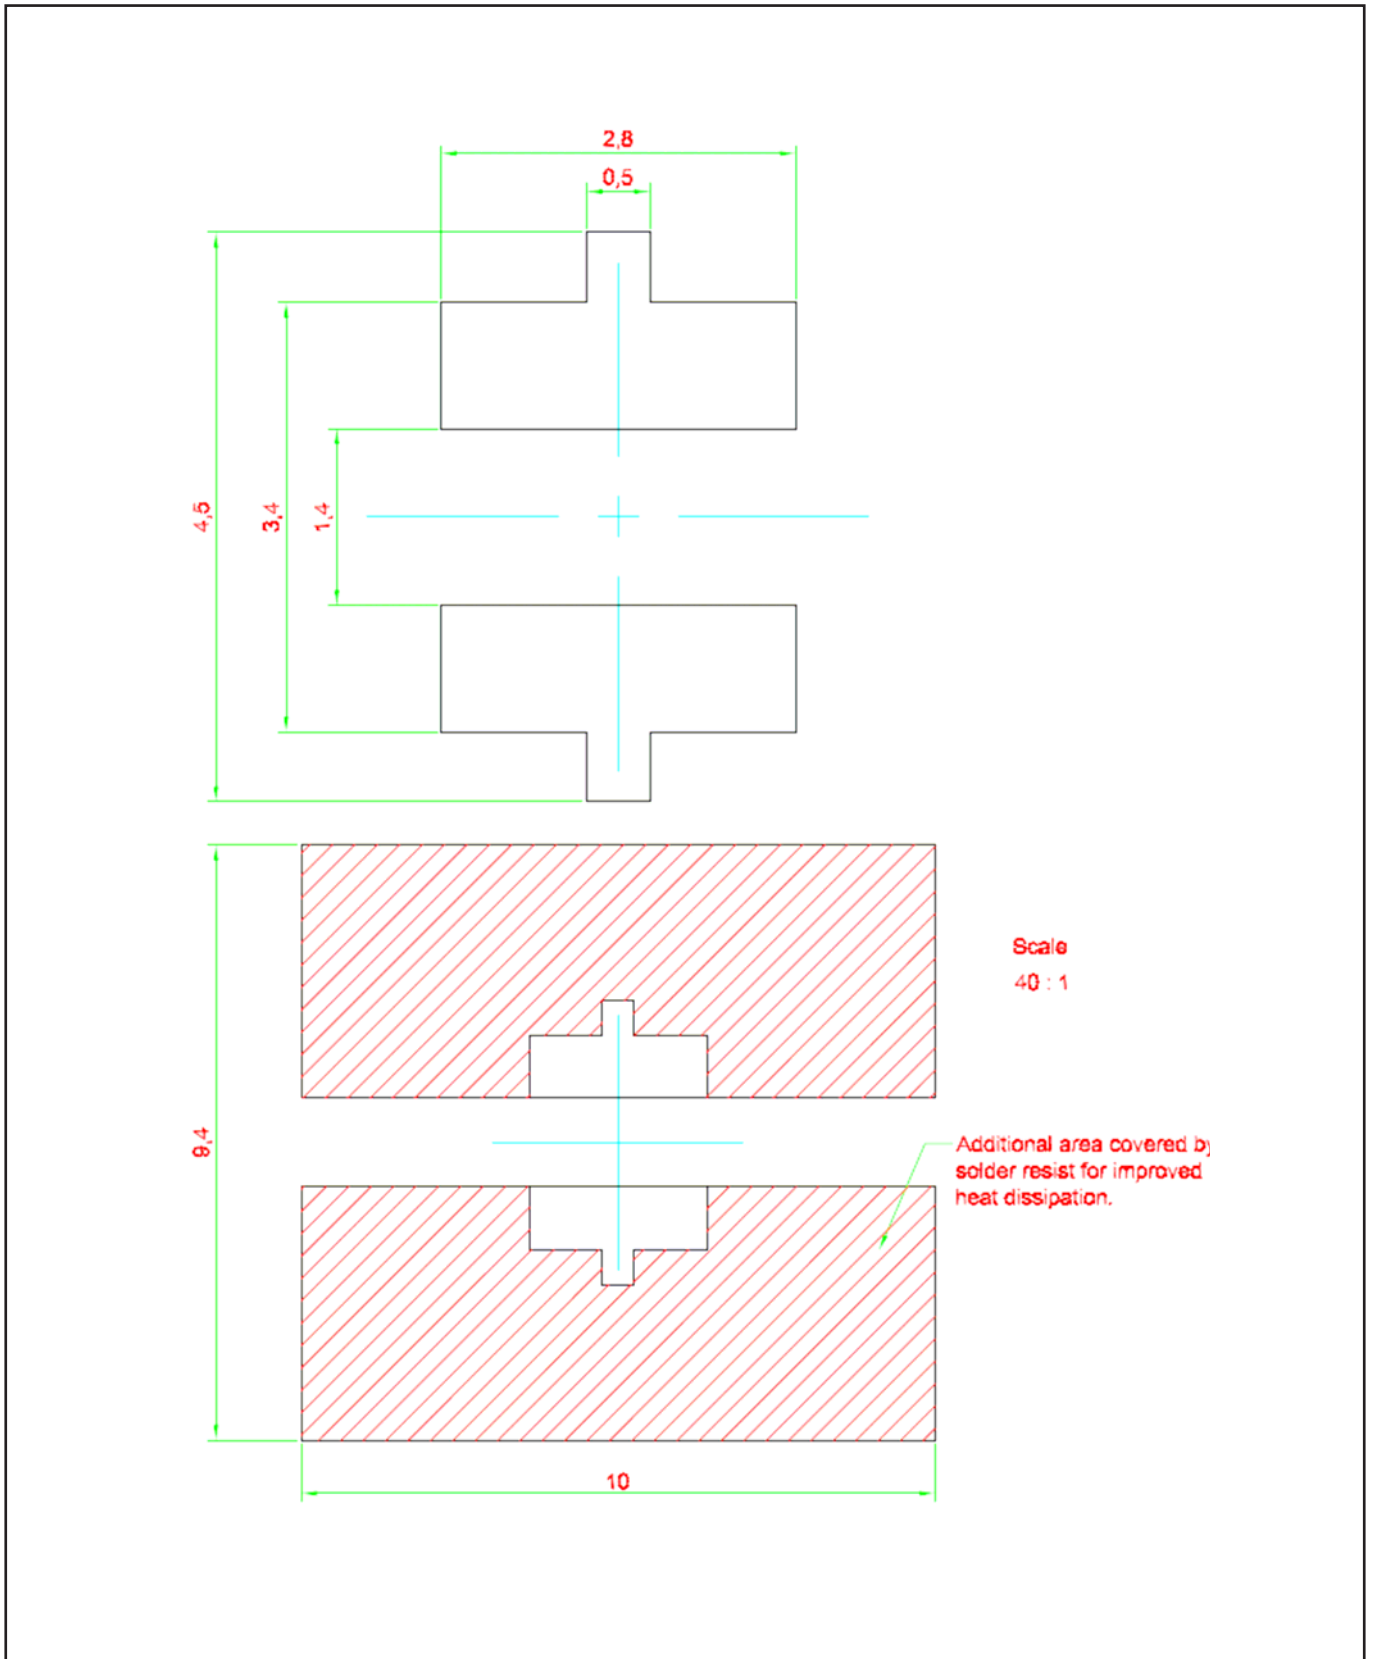 2,8
0,5
4,5
3,4
1,4
Scale
40 : 1
9,4
Additional area covered by
solder resist for improved
heat dissipation.
10